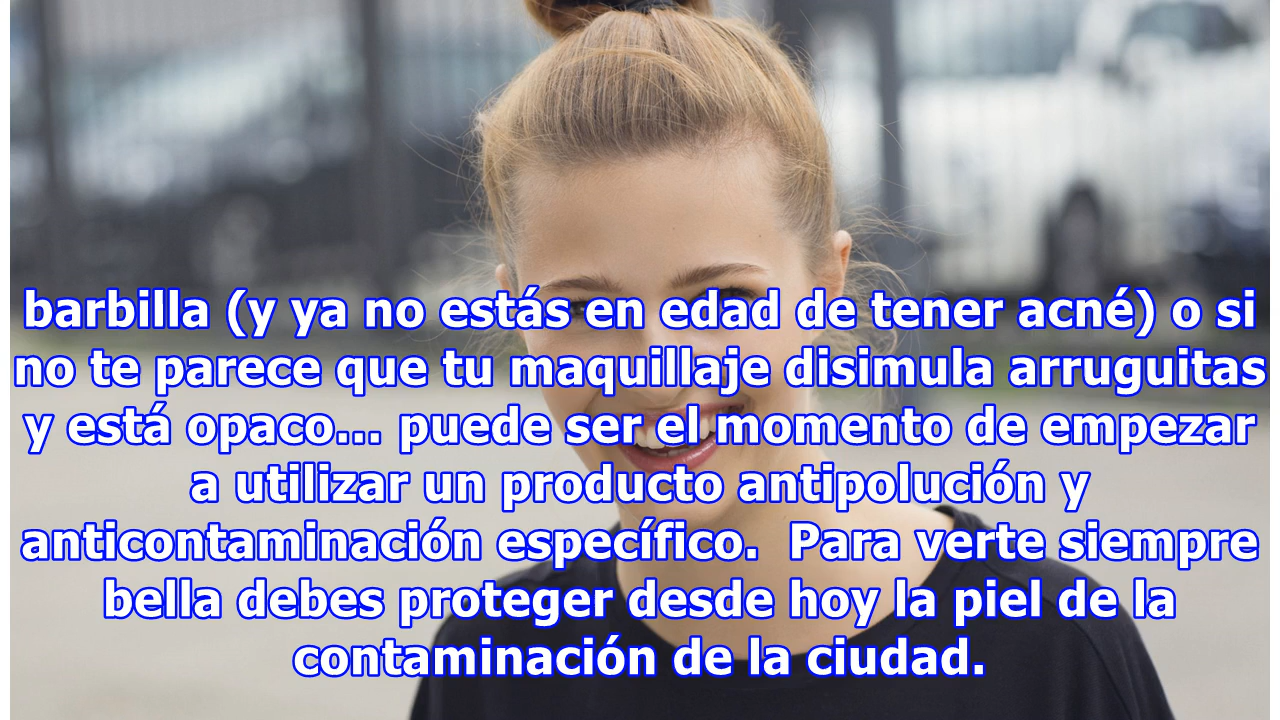 barbilla (y ya no estás en edad de tener acné) o si
no te parece que tu maquillaje disimula arruguitas
y está opaco... puede ser el momento de empezar
a utilizar un producto antipolución y
anticontaminación específico.  Para verte siempre
bella debes proteger desde hoy la piel de la
contaminación de la ciudad.